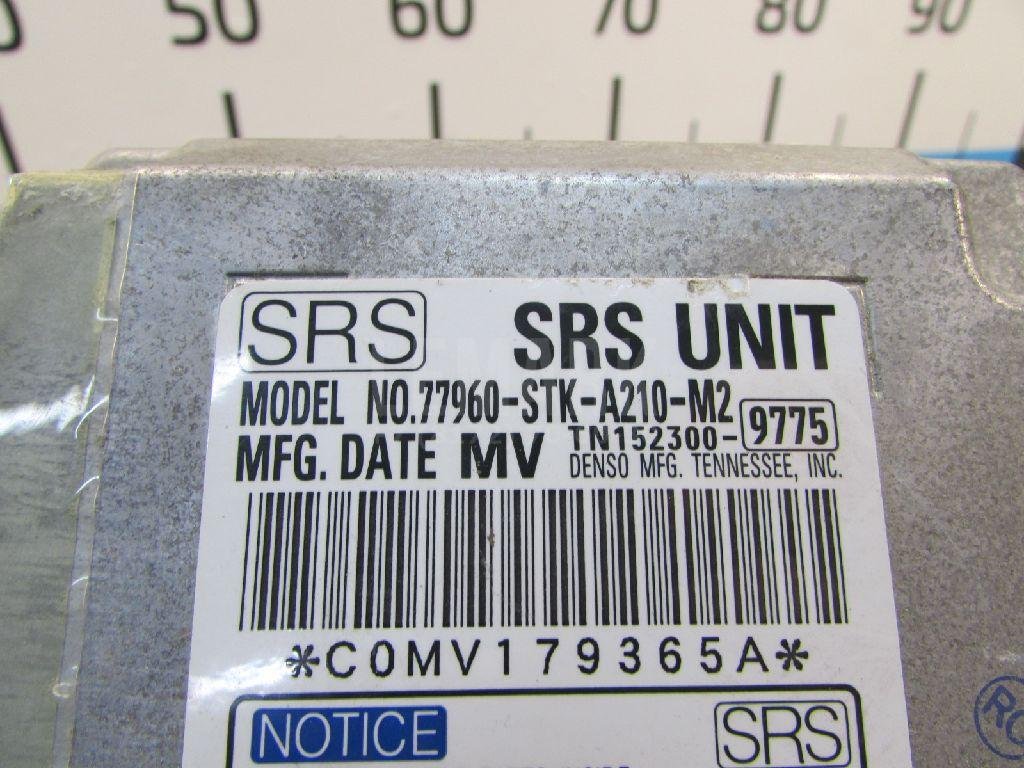 50 60 70 80 90
SRS SRS UNIT
MODEL NO.77960-STK-A210-M2
TN152300-9775
MFG. DATE MV DENSO MFG. TENNESSEE, INC.
*C0MV179365A*
NOTICE SRS